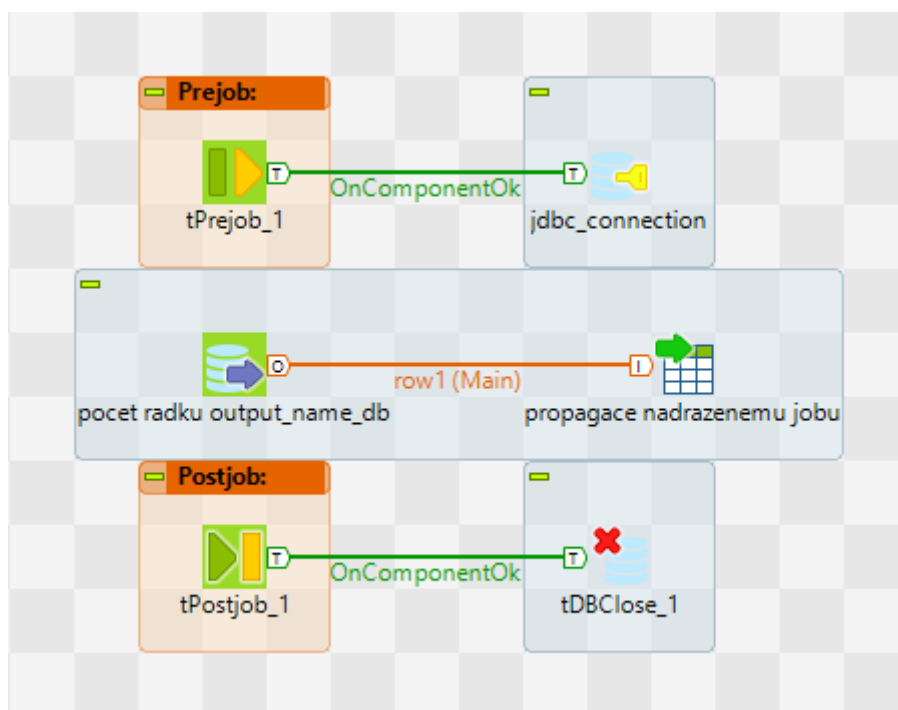 Prejob:
T
T
OnComponentOk
tPrejob_1
jdbc_connection
O
I
row1 (Main)
pocet radku output_name_db
propagace nadrazenemu jobu
Postjob:
T
T
OnComponentOk
tPostjob_1
tDBClose_1